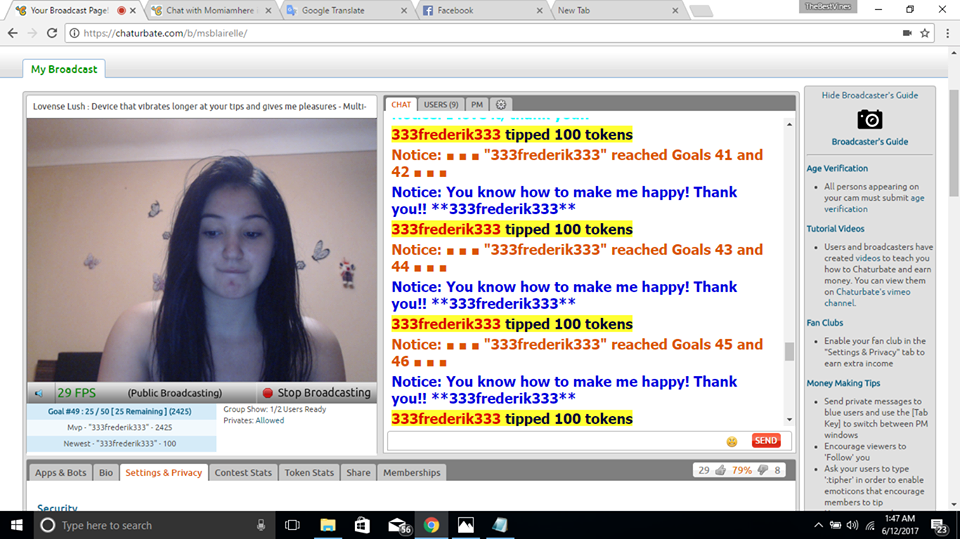 Your Broadcast Page!
Chat with Momiamhere
Google Translate
Facebook
New Tab
TheBestVines
https://chaturbate.com/b/msblairelle/
My Broadcast
Lovense Lush : Device that vibrates longer at your tips and gives me pleasures - Multi-
29 FPS
(Public Broadcasting)
Stop Broadcasting
Goal #49 : 25 / 50 [ 25 Remaining ] (2425)
Mvp - "333frederik333" - 2425
Newest - "333frederik333" - 100
Group Show: 1/2 Users Ready
Privates: Allowed
CHAT
USERS (9)
PM
333frederik333 tipped 100 tokens
Notice: ■ ■ ■ "333frederik333" reached Goals 41 and
42 ■ ■ ■
Notice: You know how to make me happy! Thank
you!! **333frederik333**
333frederik333 tipped 100 tokens
Notice: ■ ■ ■ "333frederik333" reached Goals 43 and
44 ■ ■ ■
Notice: You know how to make me happy! Thank
you!! **333frederik333**
333frederik333 tipped 100 tokens
Notice: ■ ■ ■ "333frederik333" reached Goals 45 and
46 ■ ■ ■
Notice: You know how to make me happy! Thank
you!! **333frederik333**
333frederik333 tipped 100 tokens
SEND
Hide Broadcaster's Guide
Broadcaster's Guide
Age Verification
• All persons appearing
on your cam must submit age
verification
Tutorial Videos
• Users and broadcasters have
created videos to teach you
how to Chaturbate and earn
money. You can view them
on Chaturbate's vimeo
channel.
Fan Clubs
• Enable your fan club in the
"Settings & Privacy" tab to
earn extra income
Money Making Tips
• Send private messages to
blue users and use the [Tab
Key] to switch between PM
windows
• Encourage viewers to
'Follow' you
• Ask your users to type
':tipher' in order to enable
emoticons that encourage
members to tip
Apps & Bots
Bio
Settings & Privacy
Contest Stats
Token Stats
Share
Memberships
29
79%
8
Security
Type here to search
56
1:47 AM
6/12/2017
23